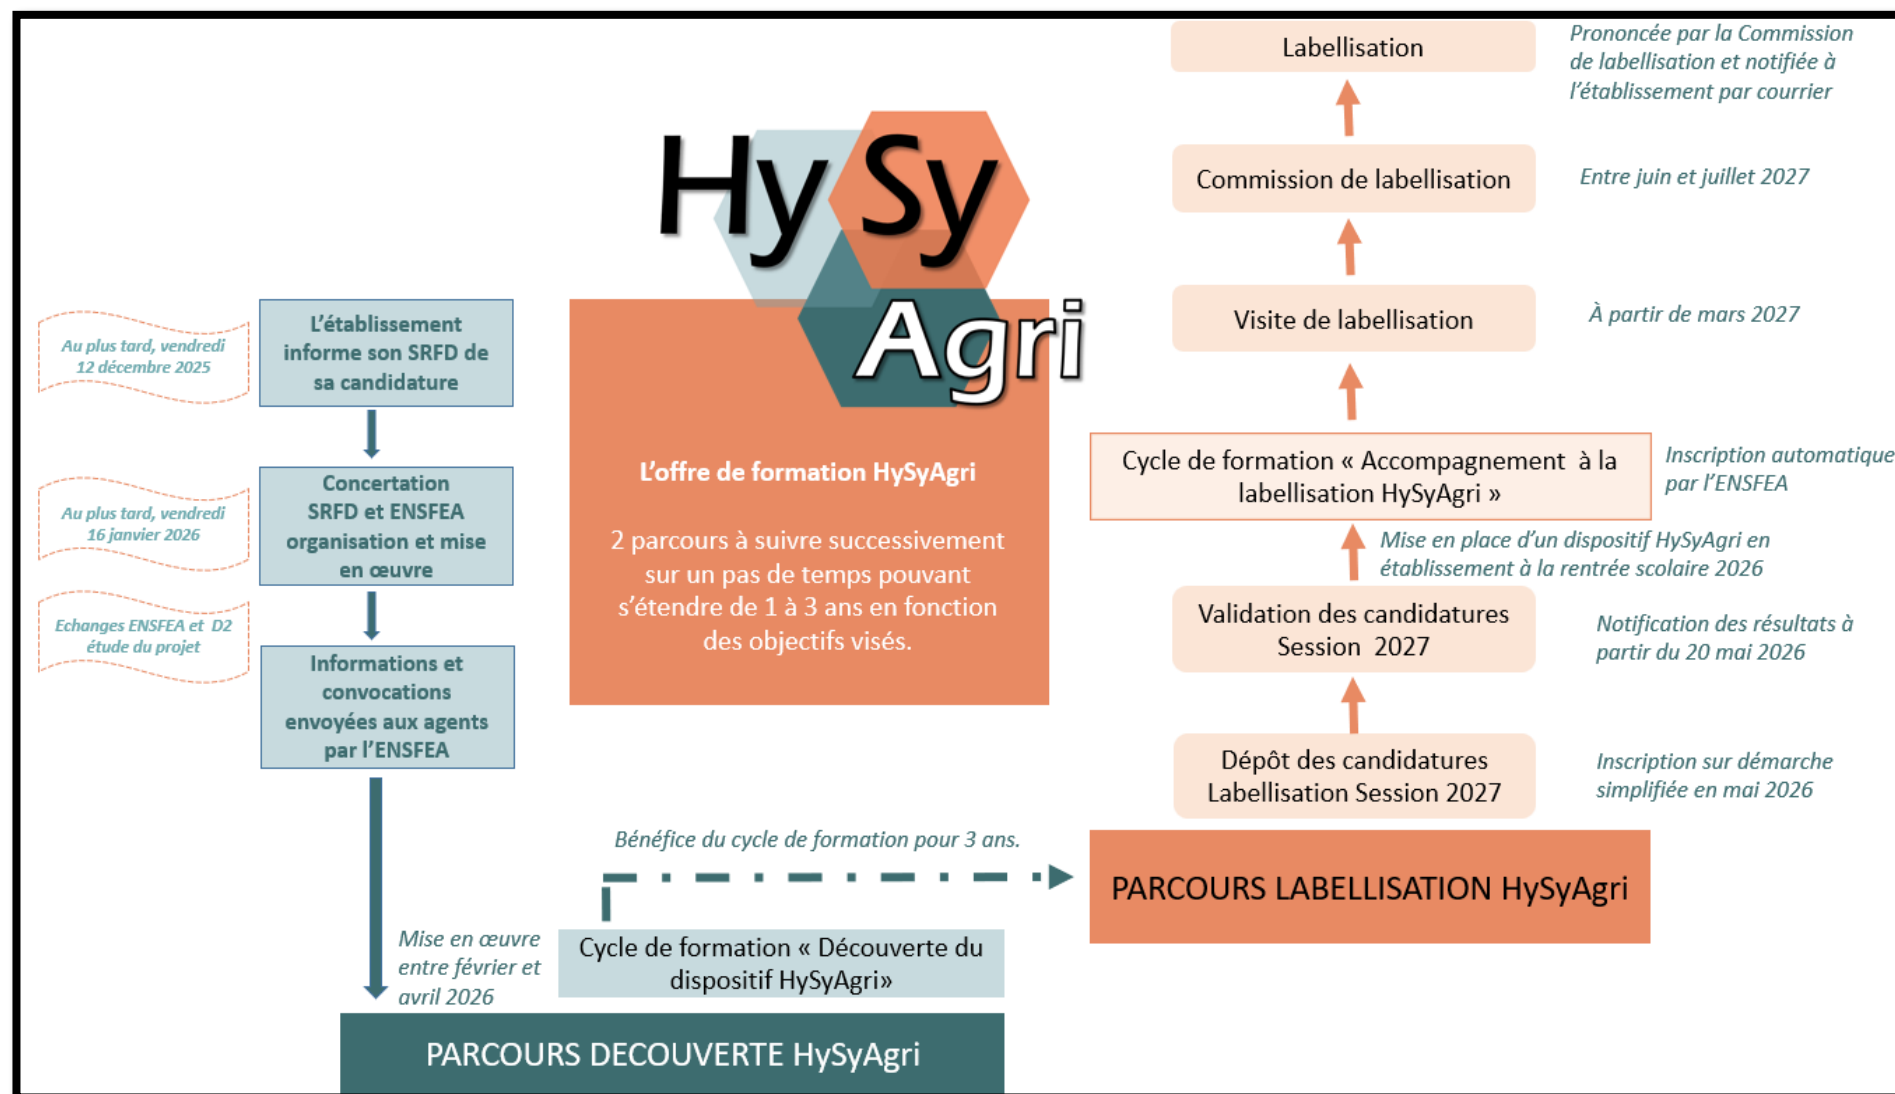 Au plus tard, vendredi
12 décembre 2025
L’établissement
informe son SRFD de
sa candidature
Au plus tard, vendredi
16 janvier 2026
Concertation
SRFD et ENSFEA
organisation et mise
en œuvre
Echanges ENSFEA et D2
étude du projet
Informations et
convocations
envoyées aux agents
par l’ENSFEA
Mise en œuvre
entre février et
avril 2026
Cycle de formation « Découverte du
dispositif HySyAgri»
PARCOURS DECOUVERTE HySyAgri
Hy Sy
Agri
L’offre de formation HySyAgri
2 parcours à suivre successivement
sur un pas de temps pouvant
s’étendre de 1 à 3 ans en fonction
des objectifs visés.
Bénéfice du cycle de formation pour 3 ans.
Labellisation
Prononcée par la Commission
de labellisation et notifiée à
l’établissement par courrier
Commission de labellisation
Entre juin et juillet 2027
Visite de labellisation
À partir de mars 2027
Cycle de formation « Accompagnement à la
labellisation HySyAgri »
Inscription automatique
par l’ENSFEA
Mise en place d’un dispositif HySyAgri en
établissement à la rentrée scolaire 2026
Validation des candidatures
Session 2027
Notification des résultats à
partir du 20 mai 2026
Dépôt des candidatures
Labellisation Session 2027
Inscription sur démarche
simplifiée en mai 2026
PARCOURS LABELLISATION HySyAgri